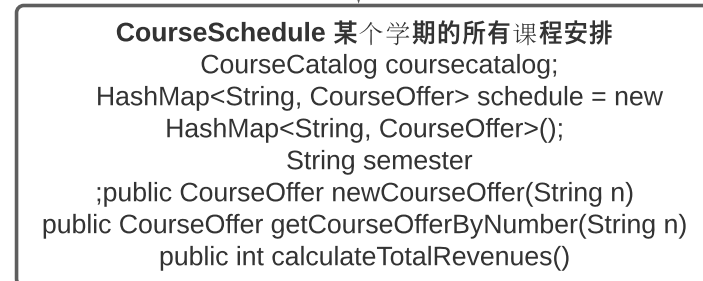 CourseSchedule 某个学期的所有课程安排
CourseCatalog coursecatalog;
HashMap<String, CourseOffer> schedule = new
HashMap<String, CourseOffer>();
String semester
;public CourseOffer newCourseOffer(String n)
public CourseOffer getCourseOfferByNumber(String n)
public int calculateTotalRevenues()